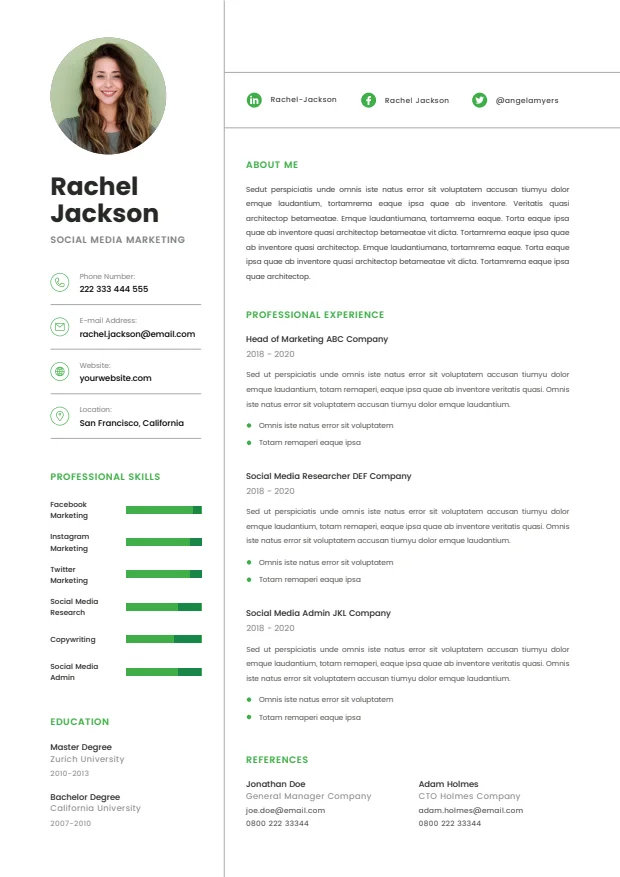 Rachel
Jackson
SOCIAL MEDIA MARKETING
Phone Number:
222 333 444 555
E-mail Address:
rachel.jackson@email.com
Website:
yourwebsite.com
Location:
San Francisco, California
PROFESSIONAL SKILLS
Facebook
Marketing
Instagram
Marketing
Twitter
Marketing
Social Media
Research
Copywriting
Social Media
Admin
EDUCATION
Master Degree
Zurich University
2010-2013
Bachelor Degree
California University
2007-2010
in Rachel-Jackson
f Rachel Jackson
@angelamyers
ABOUT ME
Sedut perspiciatis unde omnis iste natus error sit voluptatem accusan tiumyu dolor
emque laudantium, tortamrema eaque ipsa quae ab inventore. Veritatis quasi
architectop betameatae. Emque laudantiumana, tortamrema eaque. Torta eaque ipsa
quae ab inventore quasi architectop betameatae vit dicta. Tortamrema eaque ipsa quae
ab inventore quasi architectop. Emque laudantiumana, tortamrema eaque. Torta eaque
ipsa quae ab inventore quasi architectop betameatae vit dicta. Tortamrema eaque ipsa
quae architectop.
PROFESSIONAL EXPERIENCE
Head of Marketing ABC Company
2018 - 2020
Sed ut perspiciatis unde omnis iste natus error sit voluptatem accusan tiumyu dolor
emque laudantium, totam remaperi, eaque ipsa quae ab inventore veritatis quasi. Omnis
iste natus error sit voluptatem accusan tiumyu dolor emque laudantium.
Omnis iste natus error sit voluptatem
Totam remaperi eaque ipsa
Social Media Researcher DEF Company
2018 - 2020
Sed ut perspiciatis unde omnis iste natus error sit voluptatem accusan tiumyu dolor
emque laudantium, totam remaperi, eaque ipsa quae ab inventore veritatis quasi. Omnis
iste natus error sit voluptatem accusan tiumyu dolor emque laudantium.
Omnis iste natus error sit voluptatem
Totam remaperi eaque ipsa
Social Media Admin JKL Company
2018 - 2020
Sed ut perspiciatis unde omnis iste natus error sit voluptatem accusan tiumyu dolor
emque laudantium, totam remaperi, eaque ipsa quae ab inventore veritatis quasi. Omnis
iste natus error sit voluptatem accusan tiumyu dolor emque laudantium.
Omnis iste natus error sit voluptatem
Totam remaperi eaque ipsa
REFERENCES
Jonathan Doe
General Manager Company
joe.doe@email.com
0800 222 33344
Adam Holmes
CTO Holmes Company
adam.holmes@email.com
0800 222 33344